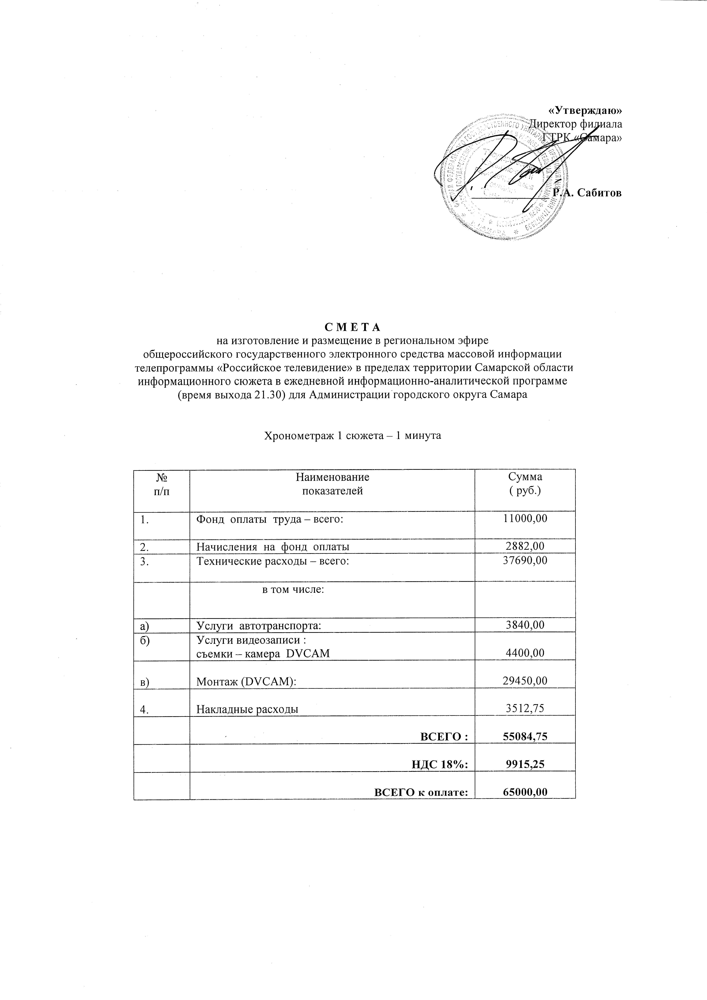 «Утверждаю»
Директор филиала
ГТРК «Самара»
Р.А. Сабитов
С М Е Т А
на изготовление и размещение в региональном эфире
общероссийского государственного электронного средства массовой информации
телепрограммы «Российское телевидение» в пределах территории Самарской области
информационного сюжета в ежедневной информационно-аналитической программе
(время выхода 21.30) для Администрации городского округа Самара
Хронометраж 1 сюжета – 1 минута
№ Наименование Сумма
п/п показателей ( руб.)
1. Фонд оплаты труда – всего: 11000,00
2. Начисления на фонд оплаты 2882,00
3. Технические расходы – всего: 37690,00
в том числе:
а) Услуги автотранспорта: 3840,00
б) Услуги видеозаписи :
съемки – камера DVCAM 4400,00
в) Монтаж (DVCAM): 29450,00
4. Накладные расходы 3512,75
ВСЕГО : 55084,75
НДС 18%: 9915,25
ВСЕГО к оплате: 65000,00